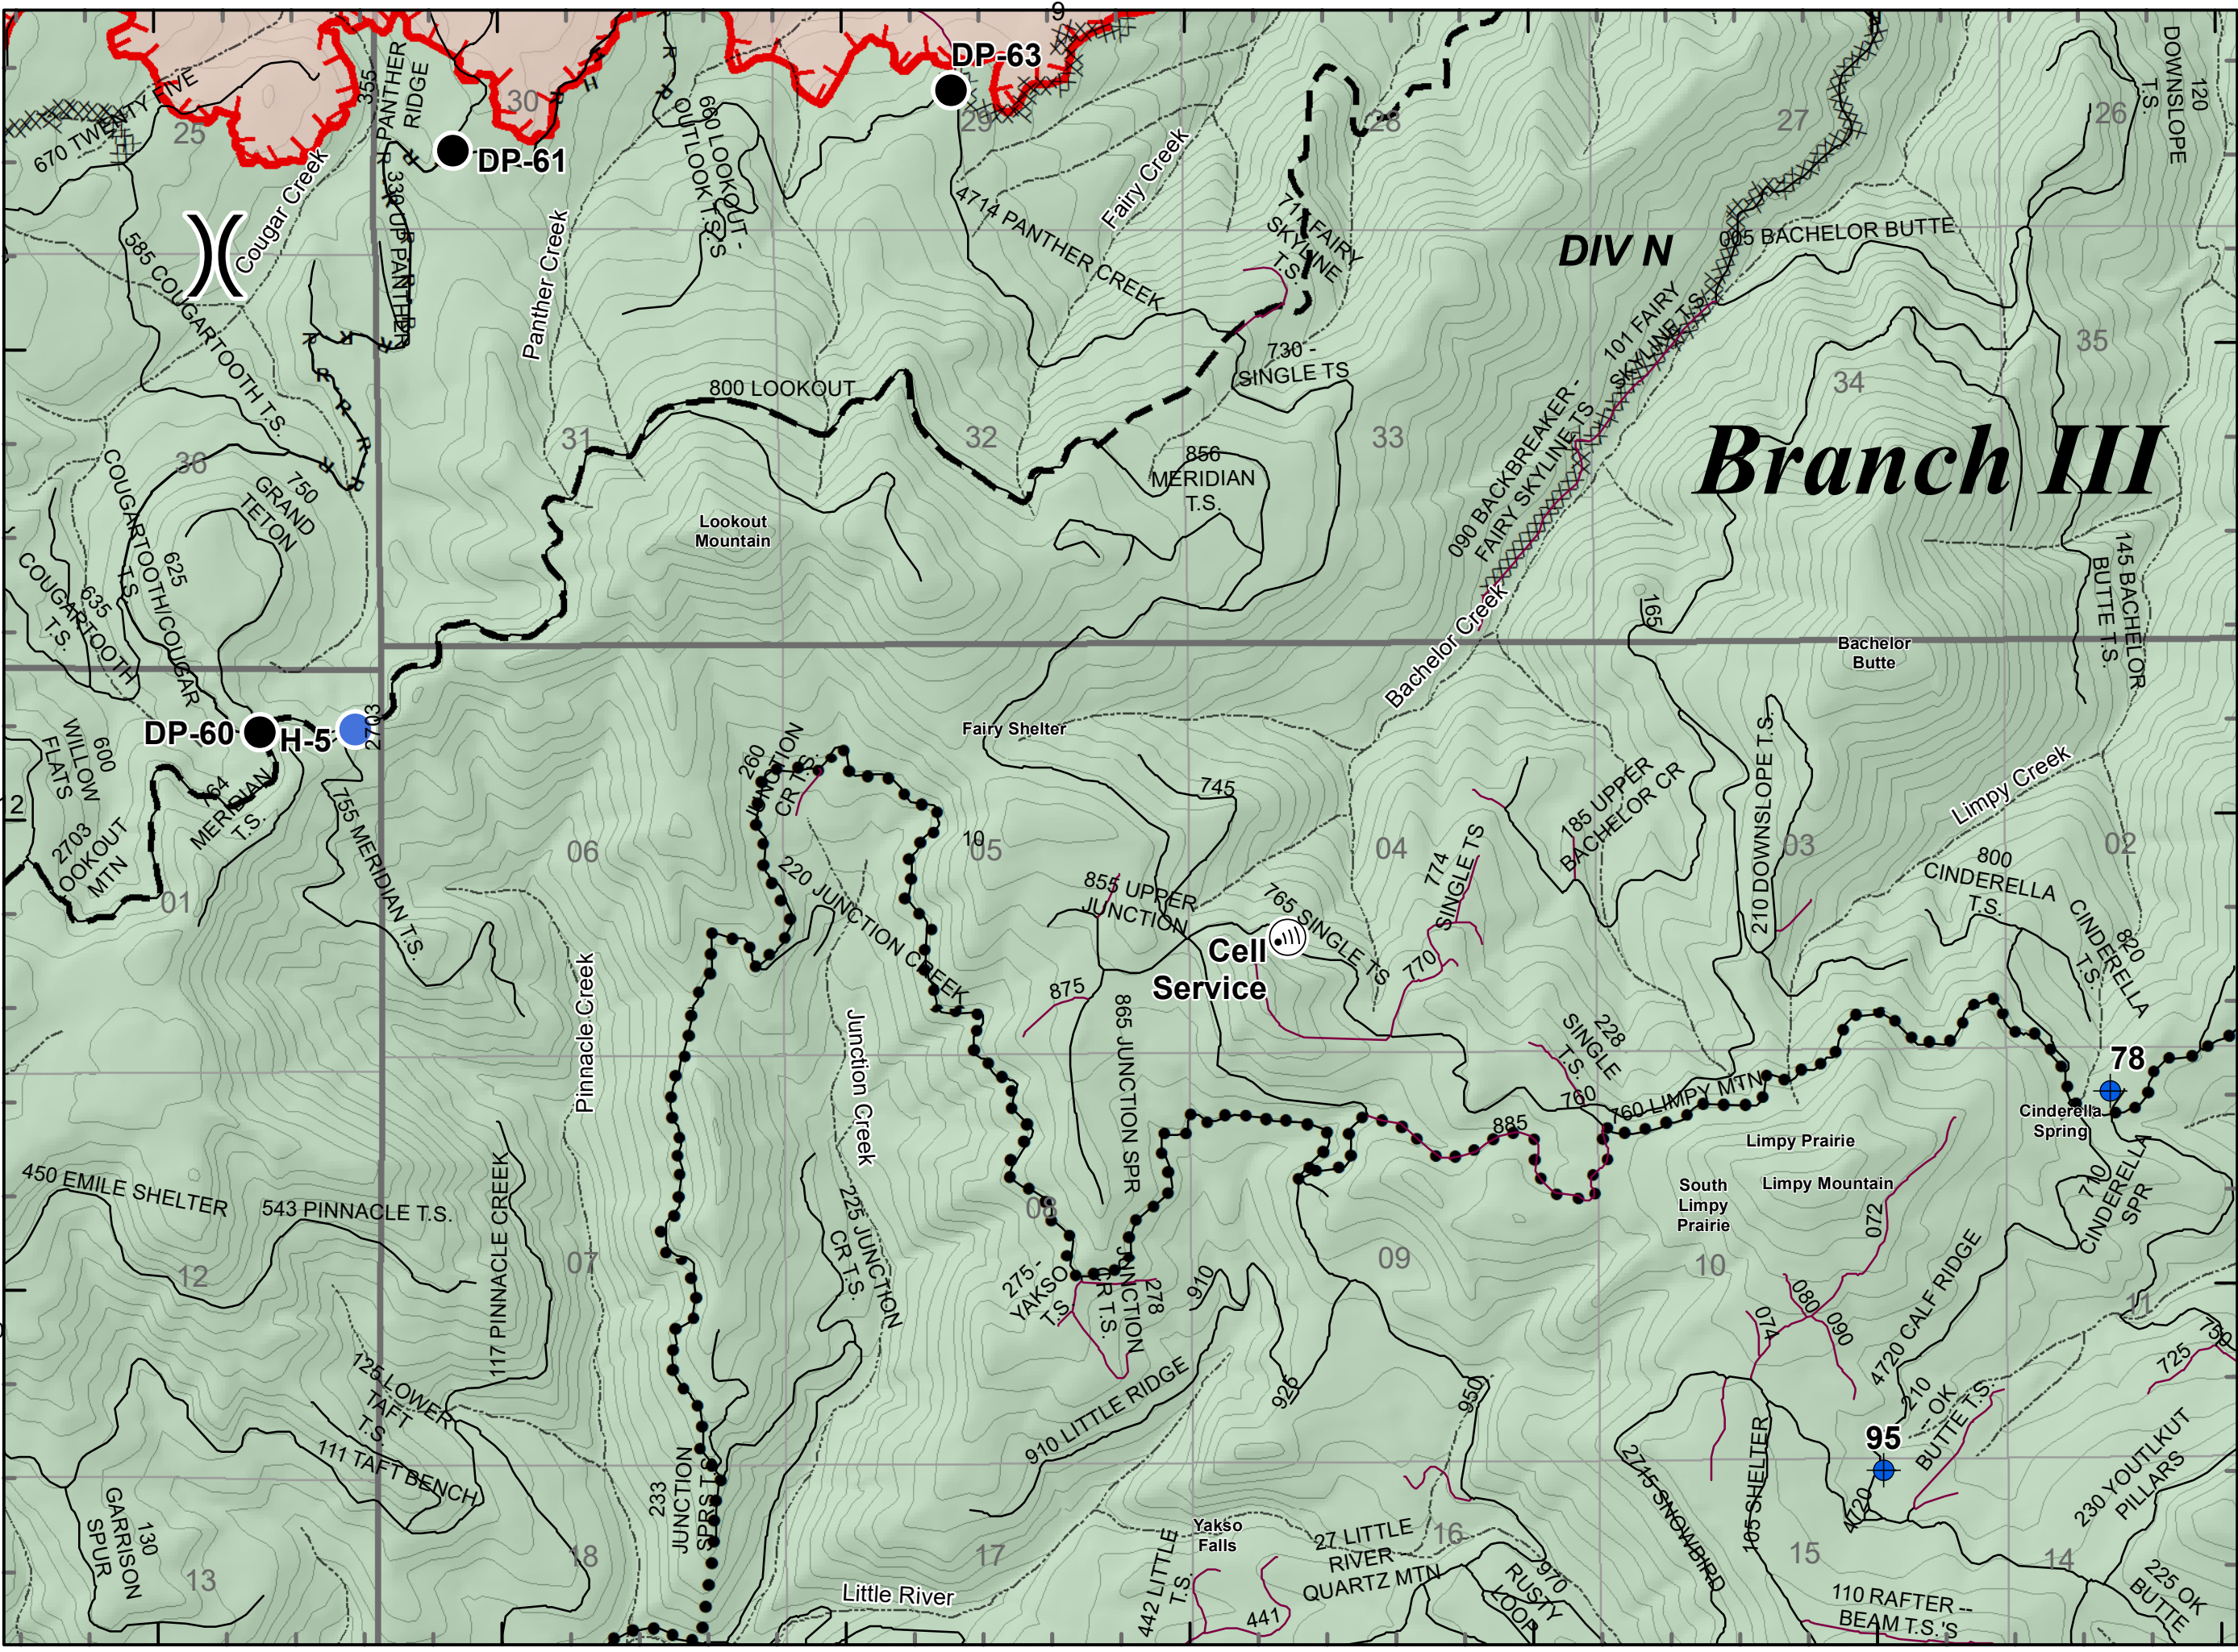 9
DP-63
DOWNSLOPE
T.S.
120
355
PANTHER
RIDGE
30
25
29
28
27
26
670 TWENTY FIVE
DP-61
660 LOOKOUT -
OUTLOOK T.S.S
Cougar Creek
330 UP PANTHER
Panther Creek
Fairy Creek
4714 PANTHER CREEK
711 FAIRY
SKYLINE
T.S.
DIV N
005 BACHELOR BUTTE
585 COUGARTOOTH T.S.
101 FAIRY
SKYLINE T.S.
730 -
SINGLE TS
35
34
800 LOOKOUT
Branch III
31
32
33
36
090 BACKBREAKER -
FAIRY SKYLINE TS
856
MERIDIAN
T.S.
750
GRAND
TETON
Lookout
Mountain
625
COUGARTOOTH/COUGAR
T.S.
635
COUGARTOOTH
T.S.
145 BACHELOR
BUTTE T.S.
165
Bachelor Creek
Bachelor
Butte
DP-60
H-5
2703
Fairy Shelter
600
WILLOW
FLATS
764
MERIDIAN
T.S.
755 MERIDIAN T.S.
260
JUNCTION
CR T.S.
745
185 UPPER
BACHELOR CR
210 DOWNSLOPE T.S.
Limpy Creek
2703
OOKOUT
MTN
2
06
10
05
04
03
02
01
774
SINGLE TS
220 JUNCTION CREEK
855 UPPER
JUNCTION
765 SINGLE TS
770
800
CINDERELLA
T.S.
820
CINDERELLA
T.S.
Cell
Service
875
Pinnacle Creek
Junction Creek
865 JUNCTION SPR
228
SINGLE
T.S.
760
760 LIMPY MTN
885
78
Cinderella
Spring
Limpy Prairie
South
Limpy
Prairie
Limpy Mountain
710
CINDERELLA
SPR
072
450 EMILE SHELTER
543 PINNACLE T.S.
117 PINNACLE CREEK
225 JUNCTION
CR T.S.
08
12
07
09
10
11
275 -
YAKSO
T.S.
278
JUNCTION
CR T.S.
910
080
074
090
4720 CALF RIDGE
750
725
125 LOWER
TAFT
T.S.
111 TAFT BENCH
910 LITTLE RIDGE
925
950
210
-- OK
BUTTE T.S.
95
4720
233
JUNCTION
SPRS T.S.
130
GARRISON
SPUR
2715 SNOWBIRD
105 SHELTER
230 YOUTLKUT
PILLARS
Yakso
Falls
27 LITTLE
RIVER
QUARTZ MTN
16
13
18
17
15
14
Little River
442 LITTLE
T.S.
441
970
RUSTY
LOOP
110 RAFTER --
BEAM T.S.'S
225 OK
BUTTE